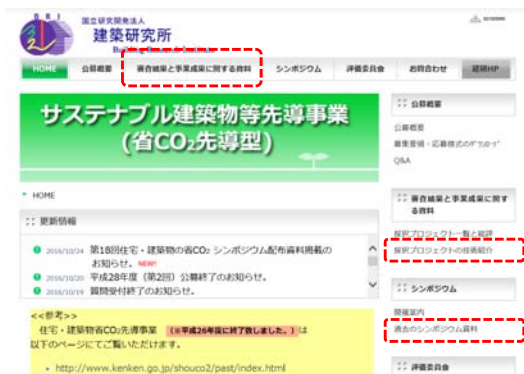 国立研究開発法人
建築研究所
Building Research Institute
HOME 公募概要 審査結果と事業成果に関する資料 シンポジウム 評価委員会 お問合わせ 建研HP
サステナブル建築物等先導事業
(省CO₂先導型)
HOME
更新情報
2016/10/24 第18回住宅・建築物の省CO₂ シンポジウム配布資料掲載の
お知らせ。 NEW!
2016/10/20 平成28年度（第2回）公募終了のお知らせ。
2016/10/19 質問受付終了のお知らせ。
<<参考>>
住宅・建築物省CO₂先導事業 （※平成26年度に終了致しました。）は
以下のページにてご覧いただけます。
• http://www.kenken.go.jp/shouco2/past/index.html
公募概要
公募概要
募集要領・応募様式のダウンロード
Q&A
審査結果と事業成果に関す
る資料
採択プロジェクト一覧と総評
採択プロジェクトの技術紹介
シンポジウム
開催案内
過去のシンポジウム資料
評価委員会